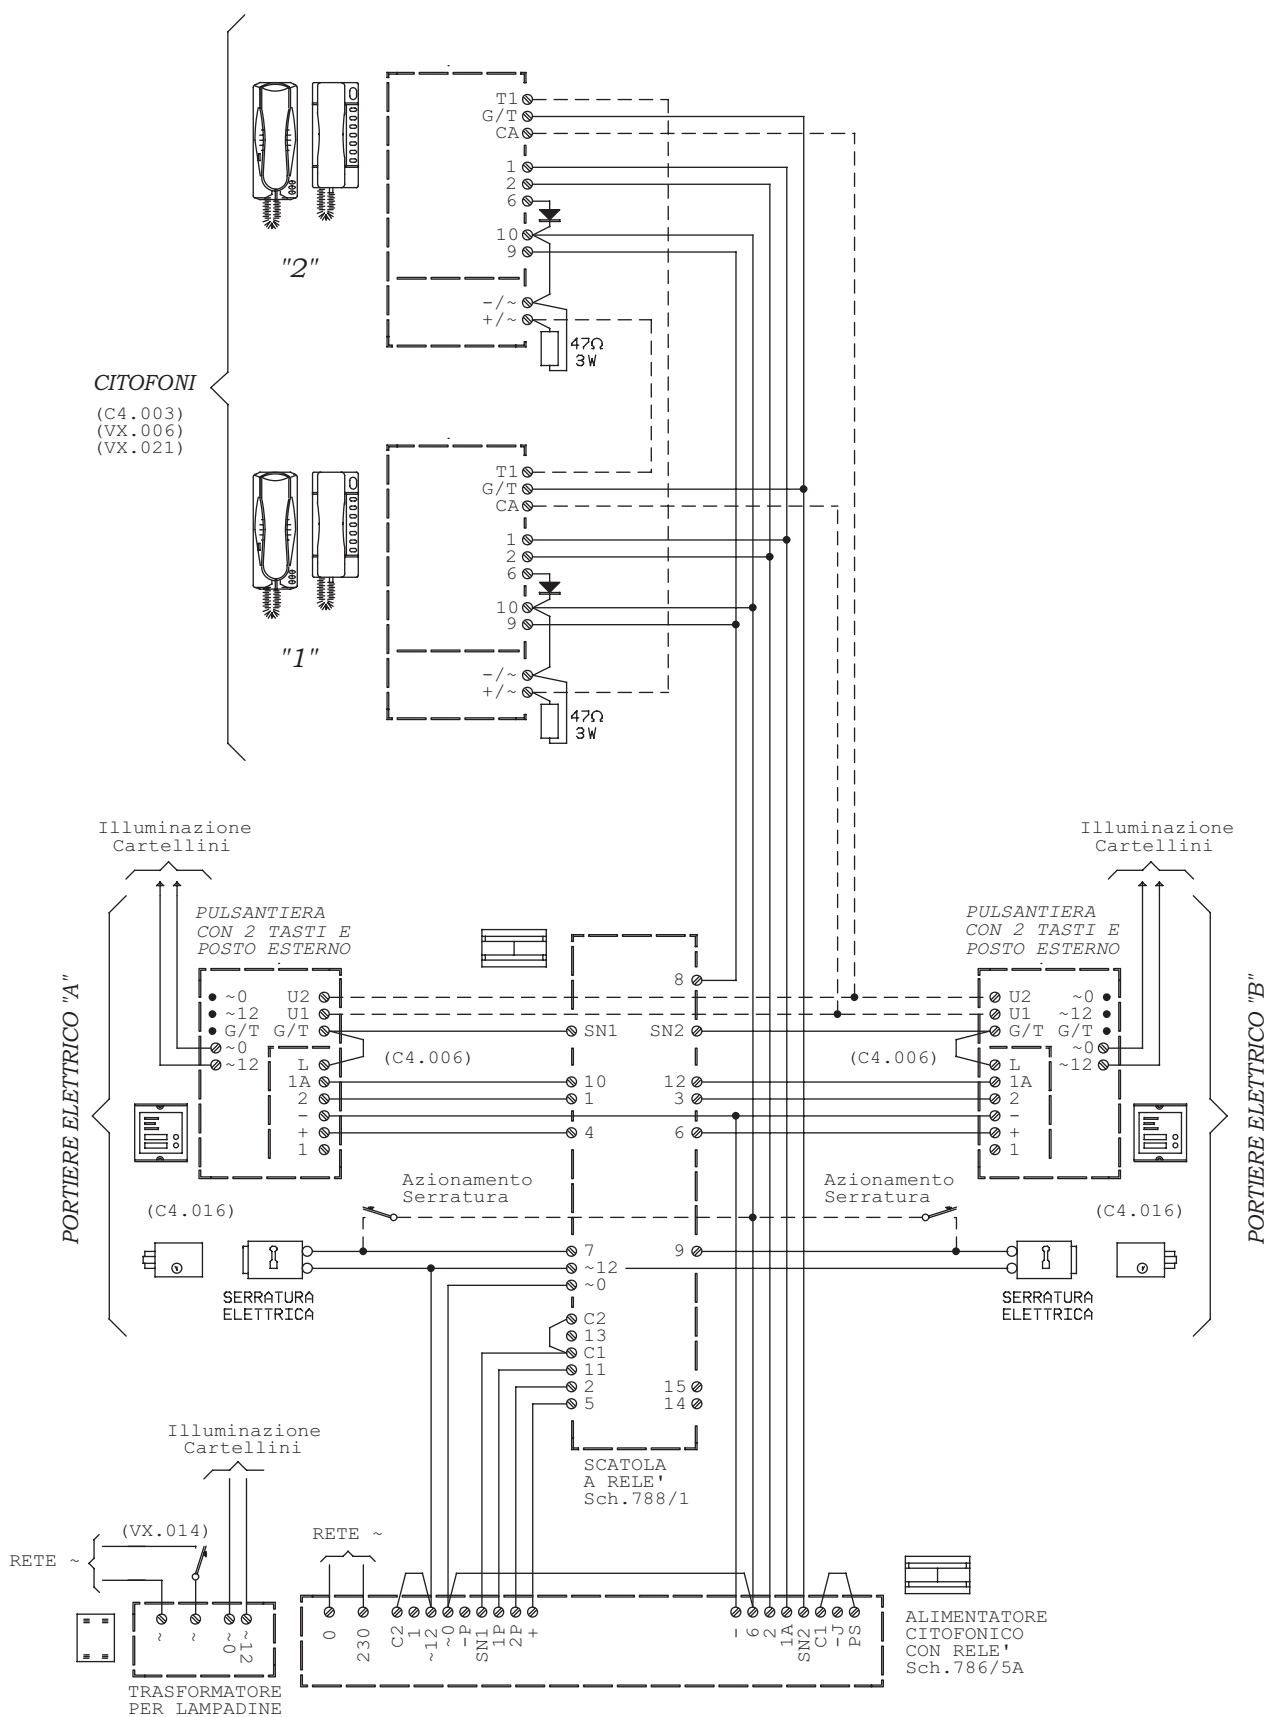 T1
G/T
CA
1
2
6
10
9
-/~
+/~
47Ω
3W
"2"
CITOFONI
(C4.003)
(VX.006)
(VX.021)
T1
G/T
CA
1
2
6
10
9
-/~
+/~
47Ω
3W
"1"
Illuminazione
Cartellini
Illuminazione
Cartellini
PORTIERE ELETTRICO "A"
PULSANTIERA
CON 2 TASTI E
POSTO ESTERNO
~0 U2
~12 U1
G/T G/T
~0
~12 L
1A
2
-
+
1
(C4.006)
(C4.016)
SERRATURA
ELETTRICA
Azionamento
Serratura
8
SN1 SN2
10 12
1 3
4 6
7 9
~12
~0
C2
13
C1
11
2 15
5 14
SCATOLA
A RELE'
Sch.788/1
PULSANTIERA
CON 2 TASTI E
POSTO ESTERNO
U2 ~0
U1 ~12
G/T G/T
~0
L ~12
1A
2
-
+
1
(C4.006)
Azionamento
Serratura
(C4.016)
SERRATURA
ELETTRICA
PORTIERE ELETTRICO "B"
Illuminazione
Cartellini
(VX.014)
RETE ~
~ ~ ~0 ~12
TRASFORMATORE
PER LAMPADINE
RETE ~
0 230 C2 1 ~12 ~0 -P SN1 1P 2P + - 6 2 1A SN2 C1 -J PS
ALIMENTATORE
CITOFONICO
CON RELE'
Sch.786/5A